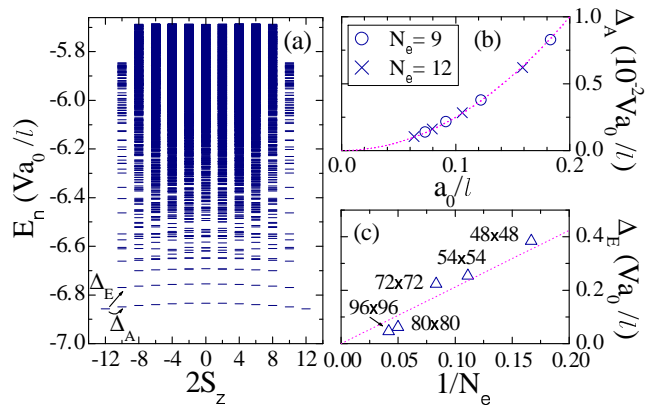 (a)
E_n (Va_0/l)
-5.8
-6.0
-6.2
-6.4
-6.6
-6.8
-7.0
Δ_E
Δ_A
-12 -8 -4 0 4 8 12
2S_z
N_e = 9
N_e = 12
(b)
Δ_A (10^-2 Va_0/l)
1.0
0.5
0.0
0.0 0.1 0.2
a_0/l
(c)
48x48
54x54
72x72
96x96
80x80
Δ_E (Va_0/l)
0.4
0.2
0.0
0.00 0.05 0.10 0.15 0.20
1/N_e